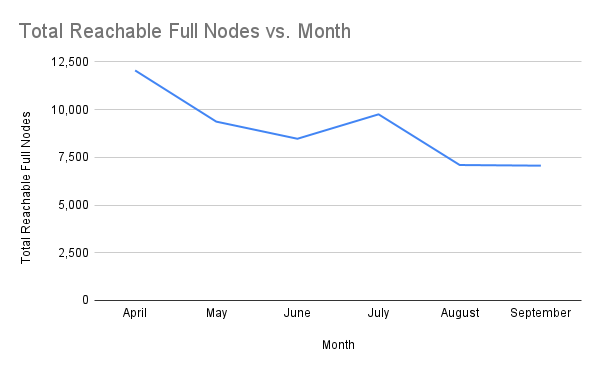 Total Reachable Full Nodes vs. Month
Total Reachable Full Nodes
12,500
10,000
7,500
5,000
2,500
0
April May June July August September
Month